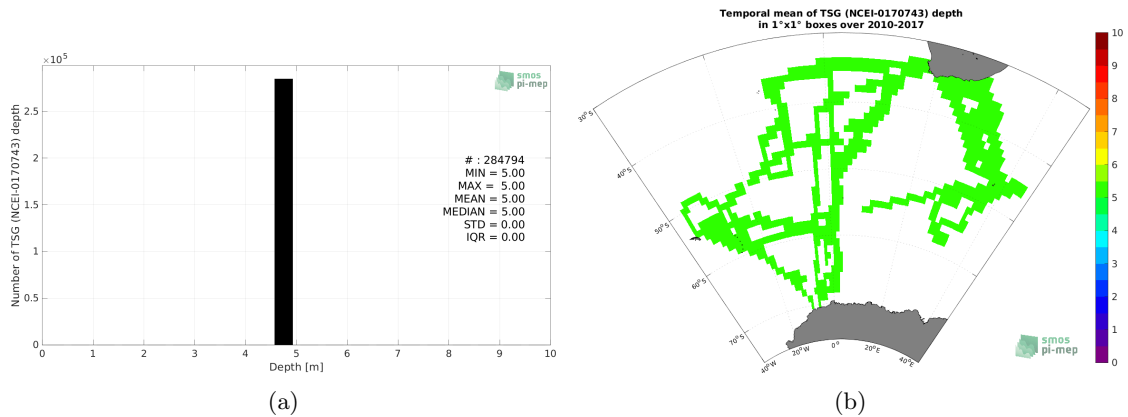 ×10⁵
2.5
2
1.5
1
0.5
0
Number of TSG (NCEI-0170743) depth
0 1 2 3 4 5 6 7 8 9 10
Depth [m]
smos
pi-mep
# : 284794
MIN = 5.00
MAX = 5.00
MEAN = 5.00
MEDIAN = 5.00
STD = 0.00
IQR = 0.00
(a)
Temporal mean of TSG (NCEI-0170743) depth
in 1°x1° boxes over 2010-2017
30°S
40°S
50°S
60°S
70°S
40°W
20°W
0°
20°E
40°E
smos
pi-mep
10
9
8
7
6
5
4
3
2
1
0
(b)